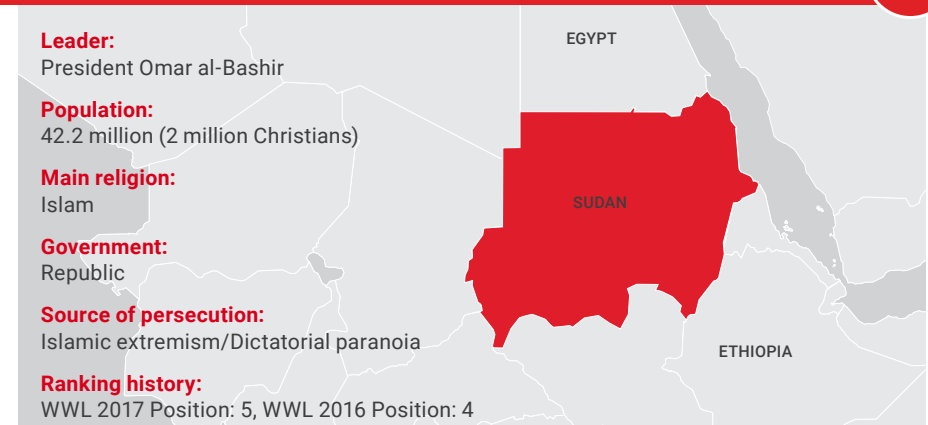 Leader:
President Omar al-Bashir
Population:
42.2 million (2 million Christians)
Main religion:
Islam
Government:
Republic
Source of persecution:
Islamic extremism/Dictatorial paranoia
Ranking history:
WWL 2017 Position: 5, WWL 2016 Position: 4
EGYPT
SUDAN
ETHIOPIA